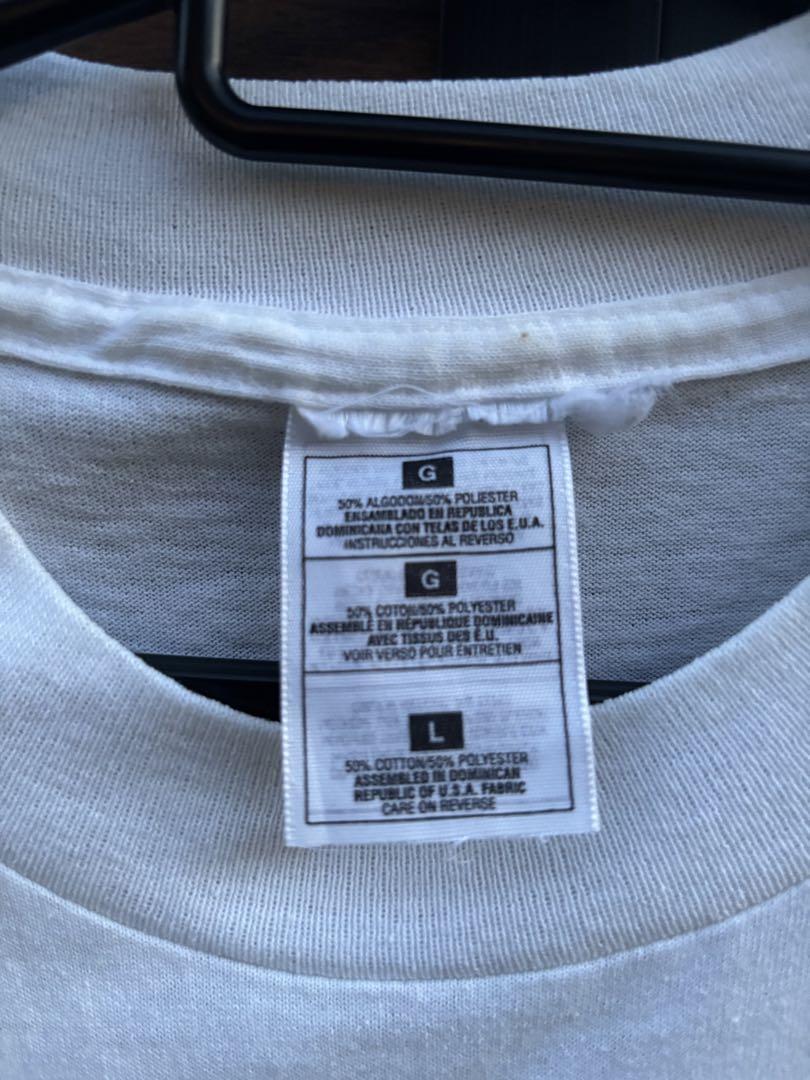 G
50% ALGODON/50% POLIESTER
ENSAMBLADO EN REPUBLICA
DOMINICANA CON TELAS DE LOS E.U.A.
INSTRUCCIONES AL REVERSO
G
50% COTON/50% POLYESTER
ASSEMBLÉ EN RÉPUBLIQUE DOMINICAINE
AVEC TISSUS DES É.U.
VOIR VERSO POUR ENTRETIEN
L
50% COTTON/50% POLYESTER
ASSEMBLED IN DOMINICAN
REPUBLIC OF U.S.A. FABRIC
CARE ON REVERSE